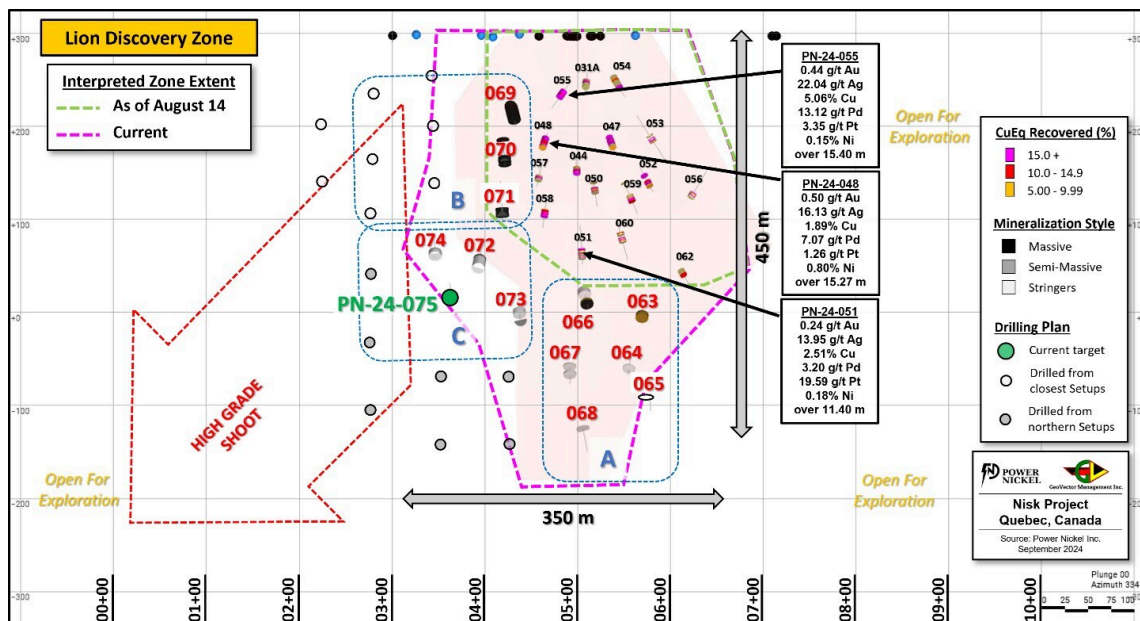 Lion Discovery Zone
Interpreted Zone Extent
As of August 14
Current
+300
+200
+100
+0
-100
-200
-300
069
070
071
074
072
073
066
063
067
064
065
068
B
C
A
PN-24-075
055
031A
054
048
047
053
057
044
052
050
059
056
058
051
060
062
HIGH GRADE
SHOOT
Open For
Exploration
Open For
Exploration
Open For
Exploration
450 m
350 m
PN-24-055
0.44 g/t Au
22.04 g/t Ag
5.06% Cu
13.12 g/t Pd
3.35 g/t Pt
0.15% Ni
over 15.40 m
PN-24-048
0.50 g/t Au
16.13 g/t Ag
1.89% Cu
7.07 g/t Pd
1.26 g/t Pt
0.80% Ni
over 15.27 m
PN-24-051
0.24 g/t Au
13.95 g/t Ag
2.51% Cu
3.20 g/t Pd
19.59 g/t Pt
0.18% Ni
over 11.40 m
CuEq Recovered (%)
15.0 +
10.0 - 14.9
5.00 - 9.99
Mineralization Style
Massive
Semi-Massive
Stringers
Drilling Plan
Current target
Drilled from
closest Setups
Drilled from
northern Setups
POWER
NICKEL
GeoVector Management Inc.
Nisk Project
Quebec, Canada
Source: Power Nickel Inc.
September 2024
Plunge 00
Azimuth 334
0 25 50 75 100
00+00
01+00
02+00
03+00
04+00
05+00
06+00
07+00
08+00
09+00
10+00